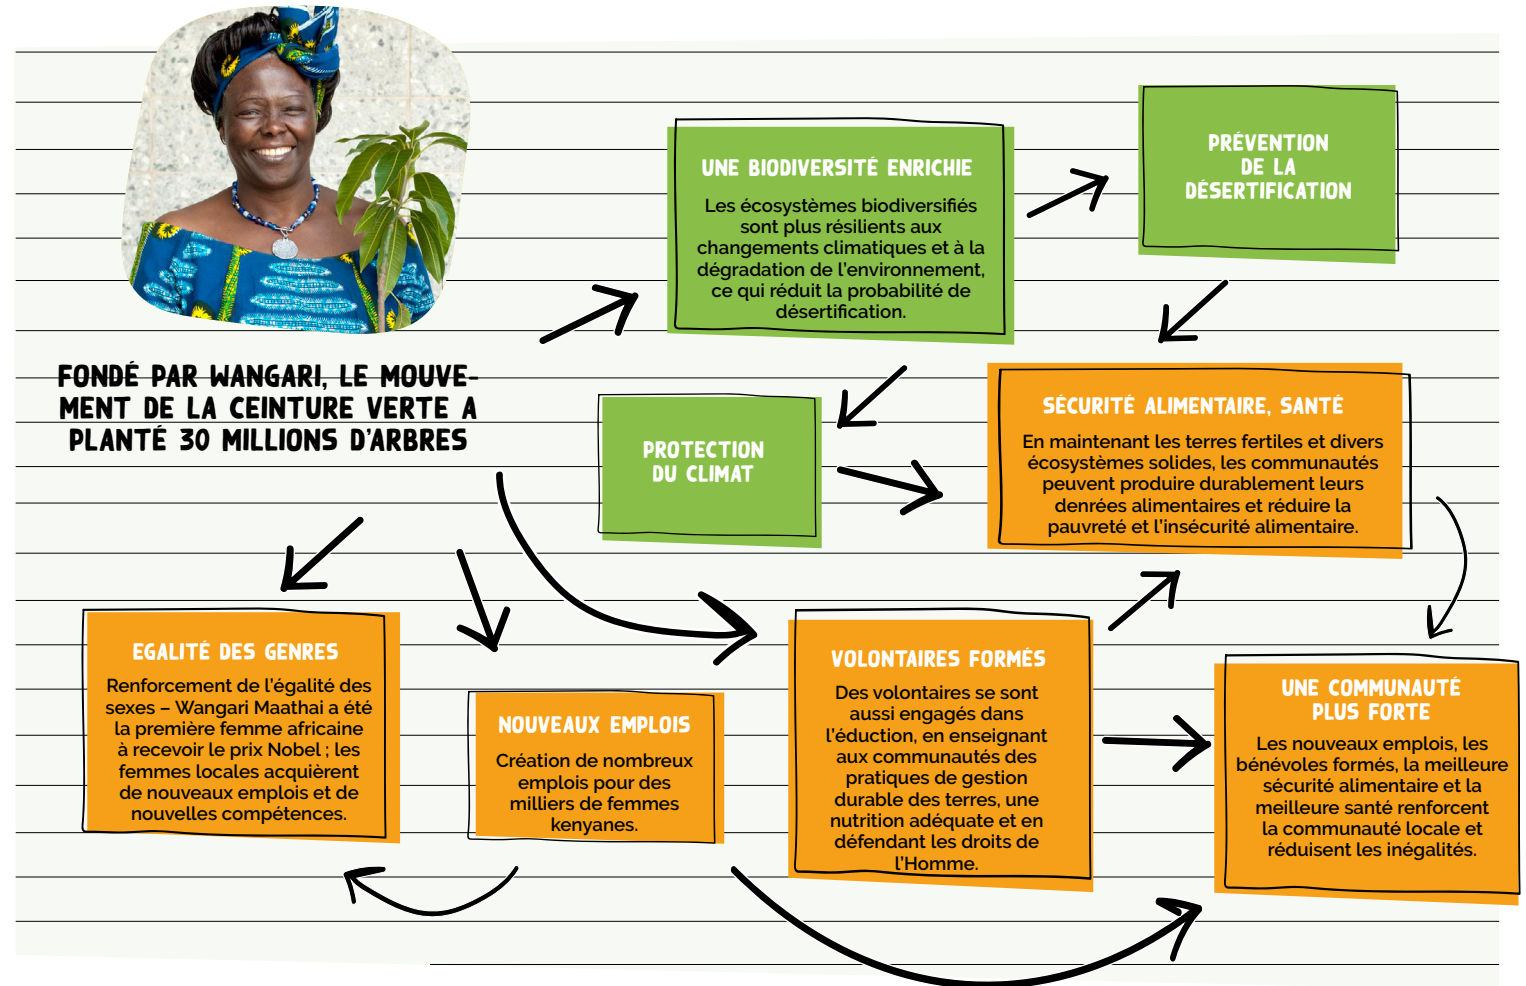 FONDÉ PAR WANGARI, LE MOUVE-
MENT DE LA CEINTURE VERTE A
PLANTÉ 30 MILLIONS D'ARBRES
UNE BIODIVERSITÉ ENRICHIE
Les écosystèmes biodiversifiés
sont plus résilients aux
changements climatiques et à la
dégradation de l'environnement,
ce qui réduit la probabilité de
désertification.
PRÉVENTION
DE LA
DÉSERTIFICATION
PROTECTION
DU CLIMAT
SÉCURITÉ ALIMENTAIRE, SANTÉ
En maintenant les terres fertiles et divers
écosystèmes solides, les communautés
peuvent produire durablement leurs
denrées alimentaires et réduire la
pauvreté et l'insécurité alimentaire.
EGALITÉ DES GENRES
Renforcement de l'égalité des
sexes – Wangari Maathai a été
la première femme africaine
à recevoir le prix Nobel ; les
femmes locales acquièrent
de nouveaux emplois et de
nouvelles compétences.
NOUVEAUX EMPLOIS
Création de nombreux
emplois pour des
milliers de femmes
kenyanes.
VOLONTAIRES FORMÉS
Des volontaires se sont
aussi engagés dans
l'éduction, en enseignant
aux communautés des
pratiques de gestion
durable des terres, une
nutrition adéquate et en
défendant les droits de
l'Homme.
UNE COMMUNAUTÉ
PLUS FORTE
Les nouveaux emplois, les
bénévoles formés, la meilleure
sécurité alimentaire et la
meilleure santé renforcent
la communauté locale et
réduisent les inégalités.